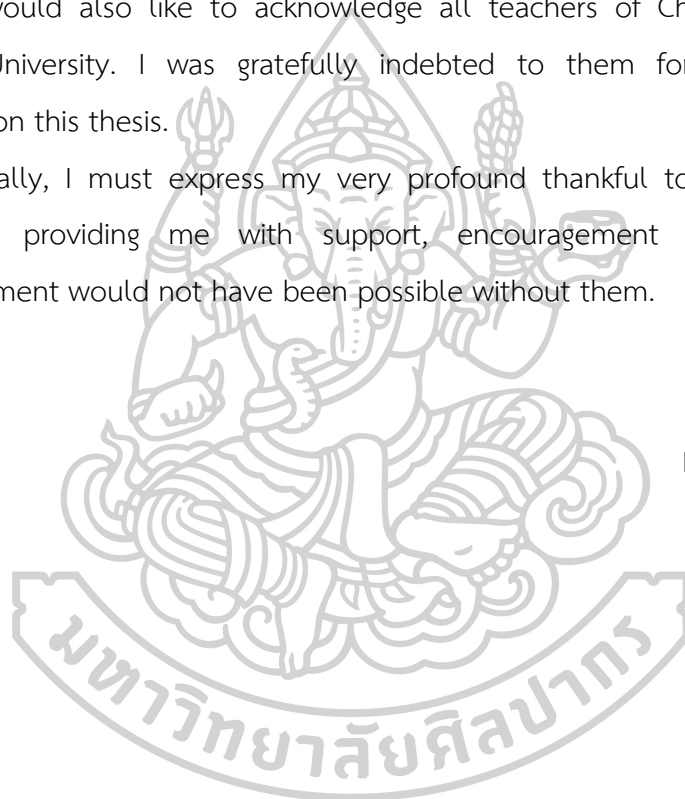 would also like to acknowledge all teachers of Ch
University. I was gratefully indebted to them for
on this thesis.
ally, I must express my very profound thankful to
providing me with support, encouragement
ment would not have been possible without them.
มหาวิทยาลัยศิลปากร